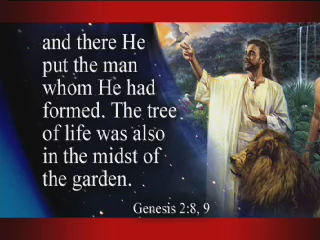 and there He
put the man
whom He had
formed. The tree
of life was also
in the midst of
the garden.
Genesis 2:8, 9